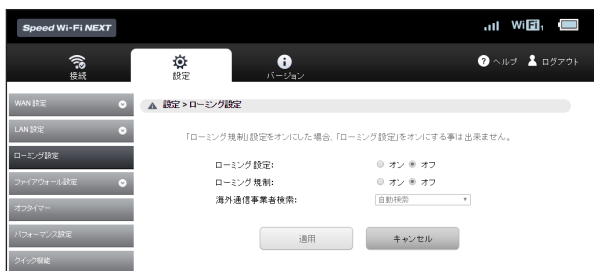 Speed Wi-Fi NEXT
WiFi 1
接続
設定
バージョン
ヘルプ
ログアウト
WAN 設定
LAN 設定
ローミング設定
ファイアウォール設定
オフタイマー
パフォーマンス設定
クイック機能
設定 > ローミング設定
「ローミング規制」設定をオンにした場合、「ローミング設定」をオンにする事は出来ません。
ローミング設定: オン オフ
ローミング規制: オン オフ
海外通信事業者検索: 自動検索
適用 キャンセル